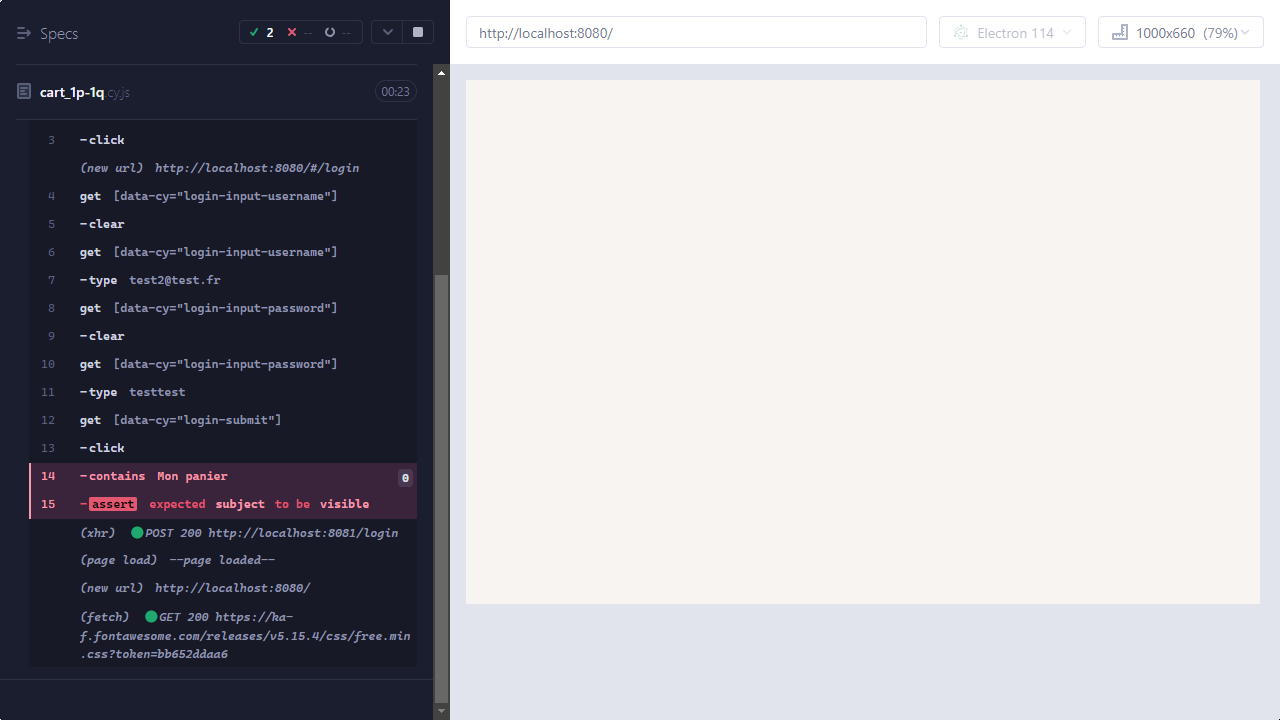 Specs
2
--
--
http://localhost:8080/
Electron 114
1000x660 (79%)
cart_1p-1q.cy.js
00:23
3 -click
(new url) http://localhost:8080/#/login
4 get [data-cy="login-input-username"]
5 -clear
6 get [data-cy="login-input-username"]
7 -type test2@test.fr
8 get [data-cy="login-input-password"]
9 -clear
10 get [data-cy="login-input-password"]
11 -type testtest
12 get [data-cy="login-submit"]
13 -click
14 -contains Mon panier 0
15 -assert expected subject to be visible
(xhr) POST 200 http://localhost:8081/login
(page load) --page loaded--
(new url) http://localhost:8080/
(fetch) GET 200 https://ka-
f.fontawesome.com/releases/v5.15.4/css/free.min
.css?token=bb652ddaa6